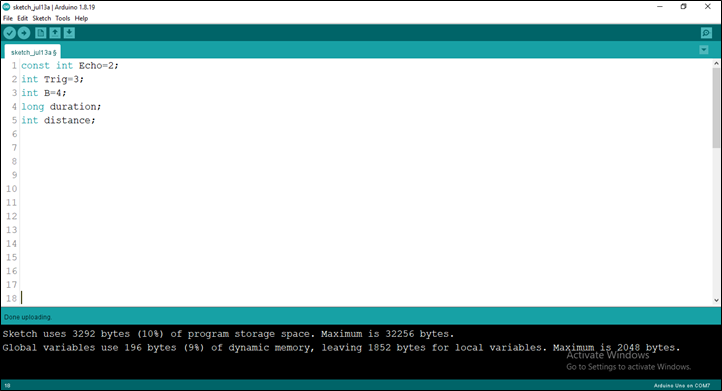 sketch_jul13a | Arduino 1.8.19
File Edit Sketch Tools Help
sketch_jul13a §
1 const int Echo=2;
2 int Trig=3;
3 int B=4;
4 long duration;
5 int distance;
6
7
8
9
10
11
12
13
14
15
16
17
18
Done uploading.
Sketch uses 3292 bytes (10%) of program storage space. Maximum is 32256 bytes.
Global variables use 196 bytes (9%) of dynamic memory, leaving 1852 bytes for local variables. Maximum is 2048 bytes.
Activate Windows
Go to Settings to activate Windows.
18 Arduino Uno on COM7